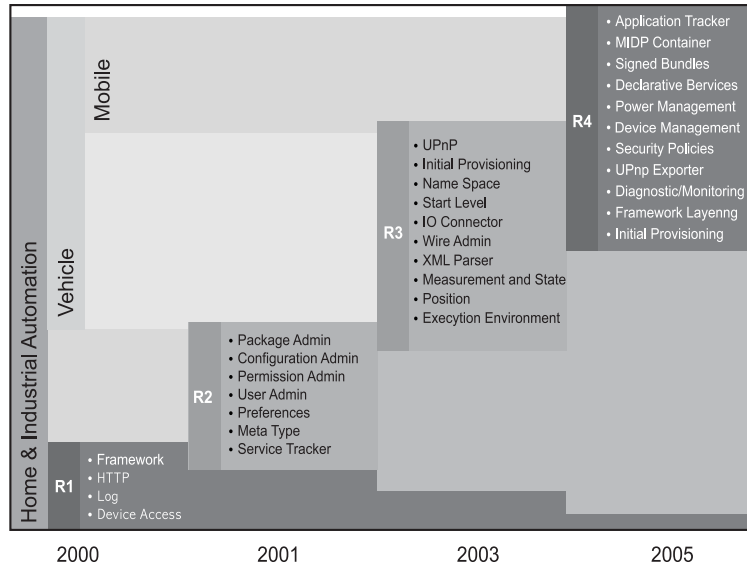 Home & Industrial Automation
Vehicle
Mobile
R1
• Framework
• HTTP
• Log
• Device Access
R2
• Package Admin
• Configuration Admin
• Permission Admin
• User Admin
• Preferences
• Meta Type
• Service Tracker
R3
• UPnP
• Initial Provisioning
• Name Space
• Start Level
• IO Connector
• Wire Admin
• XML Parser
• Measurement and State
• Position
• Execytion Environment
R4
• Application Tracker
• MIDP Container
• Signed Bundles
• Declarative Bervices
• Power Management
• Device Management
• Security Policies
• UPnp Exporter
• Diagnostic/Monitoring
• Framework Layenng
• Initial Provisioning
2000
2001
2003
2005